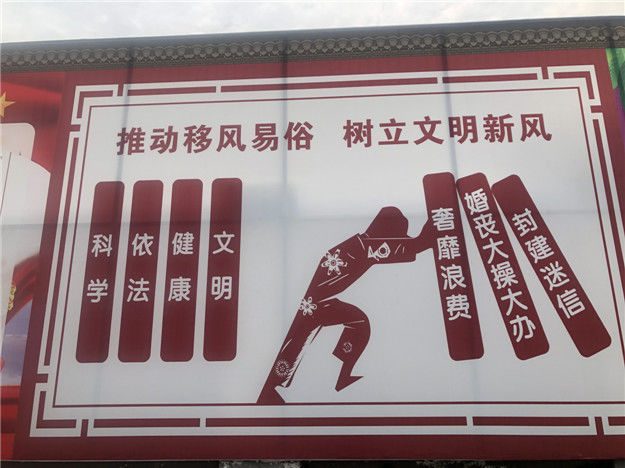 推动移风易俗 树立文明新风
科学
依法
健康
文明
奢靡浪费
婚丧大操大办
封建迷信